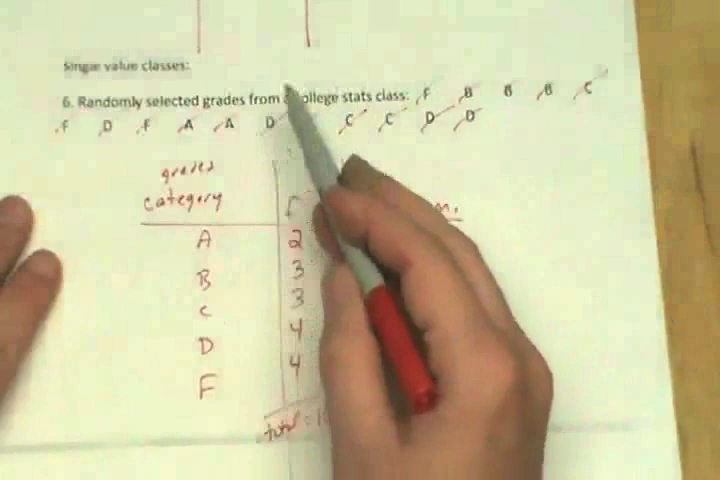 Single value classes:
6. Randomly selected grades from a college stats class: F B B B C
F D F A A D C C D D
grades
category
A 2
B 3
C 3
D 4
F 4
total: